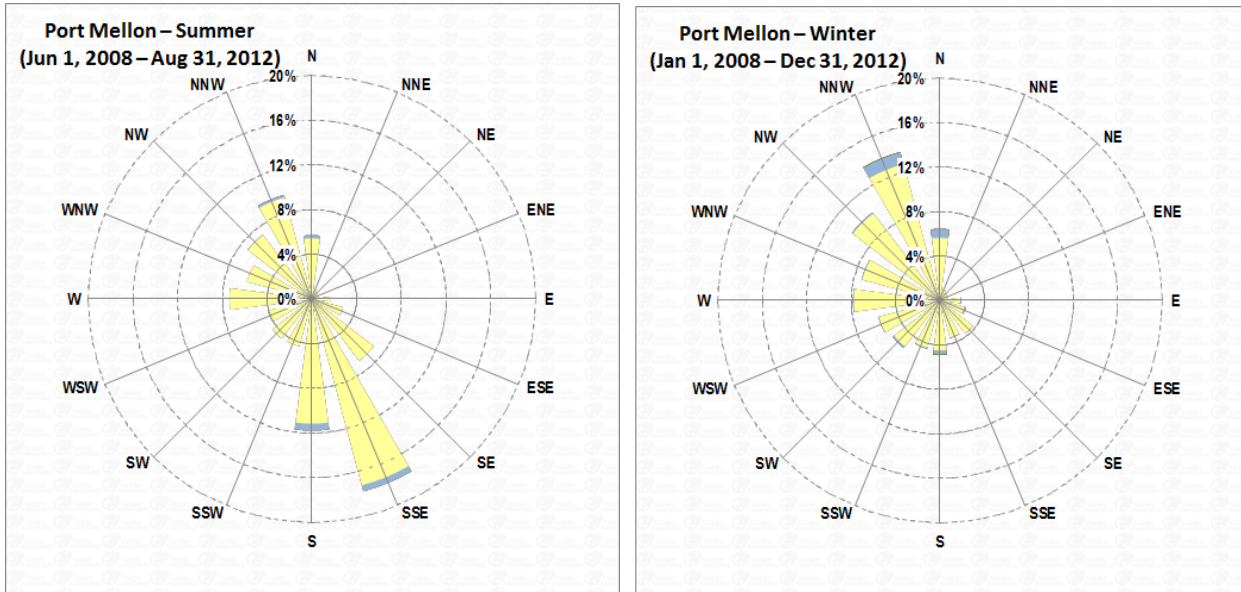 Port Mellon – Summer
(Jun 1, 2008 – Aug 31, 2012)
N
NNE
NE
ENE
E
ESE
SE
SSE
S
SSW
SW
WSW
W
WNW
NW
NNW
20%
16%
12%
8%
4%
0%
Port Mellon – Winter
(Jan 1, 2008 – Dec 31, 2012)
N
NNE
NE
ENE
E
ESE
SE
SSE
S
SSW
SW
WSW
W
WNW
NW
NNW
20%
16%
12%
8%
4%
0%